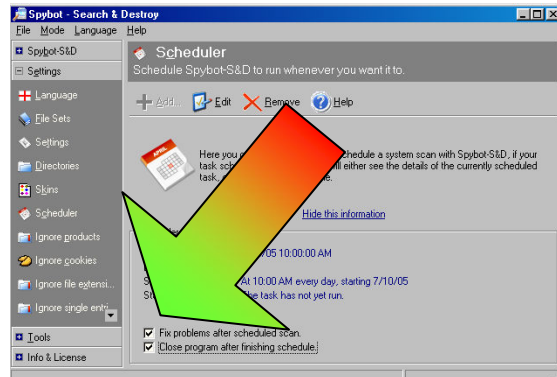 Spybot - Search & Destroy
File Mode Language Help
Spybot-S&D
Settings
Language
File Sets
Settings
Directories
Skins
Scheduler
Ignore products
Ignore cookies
Ignore file extensi...
Ignore single entri...
Tools
Info & License
Scheduler
Schedule Spybot-S&D to run whenever you want it to.
Add... Edit Remove Help
APRIL
Here you chedule a system scan with Spybot-S&D, if your
task sch ill either see the details of the currently scheduled
task,
Hide this information
/05 10:00:00 AM
At 10:00 AM every day, starting 7/10/05
The task has not yet run.
Fix problems after scheduled scan.
Close program after finishing schedule.